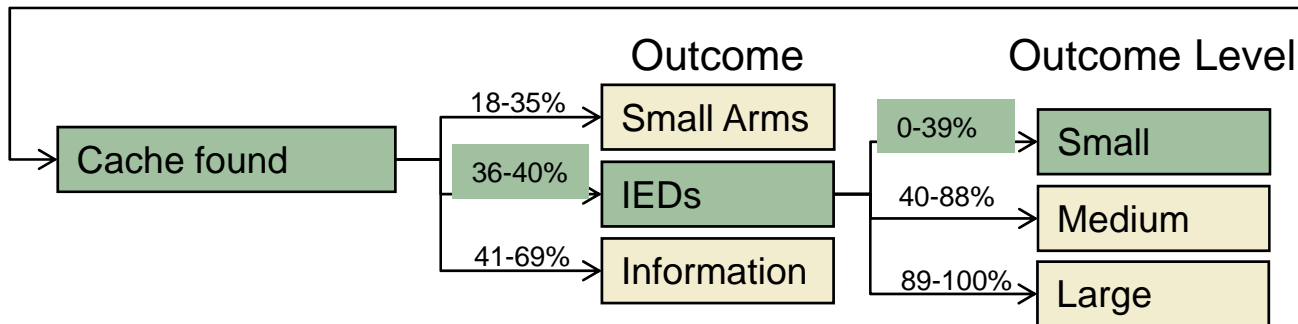 Outcome
Outcome Level
18-35%
Small Arms
0-39%
Small
Cache found
36-40%
IEDs
40-88%
Medium
41-69%
Information
89-100%
Large